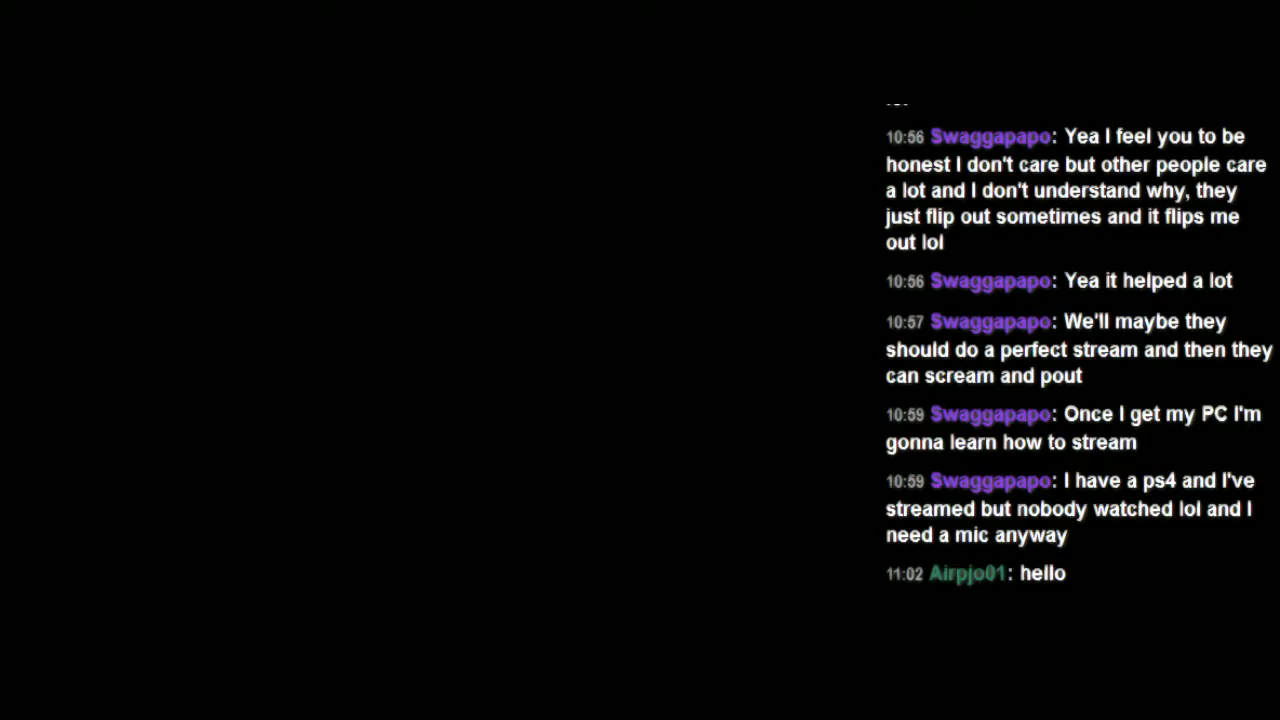 10:56 Swaggapapo: Yea I feel you to be
honest I don't care but other people care
a lot and I don't understand why, they
just flip out sometimes and it flips me
out lol
10:56 Swaggapapo: Yea it helped a lot
10:57 Swaggapapo: We'll maybe they
should do a perfect stream and then they
can scream and pout
10:59 Swaggapapo: Once I get my PC I'm
gonna learn how to stream
10:59 Swaggapapo: I have a ps4 and I've
streamed but nobody watched lol and I
need a mic anyway
11:02 Airpjo01: hello